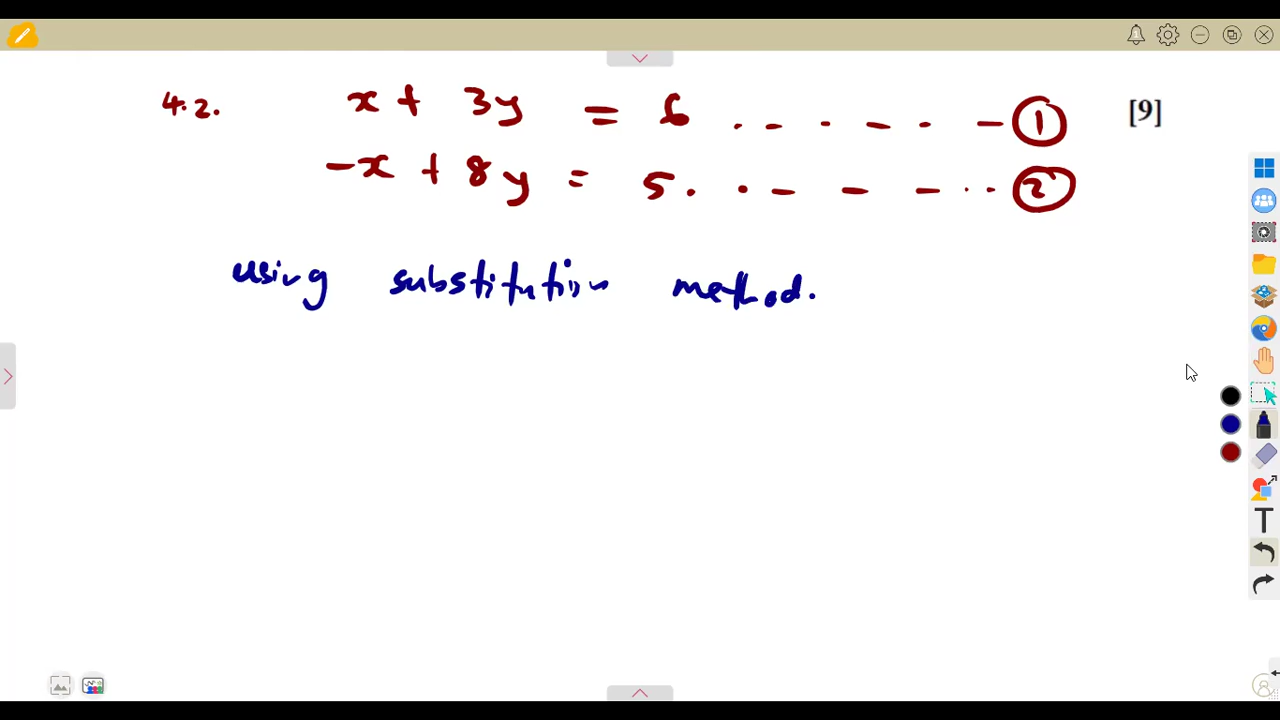 4.2. x + 3y = 6 . - . - . - ① [9]
-x + 8y = 5. . - - - .. ②
using substitution method.
T